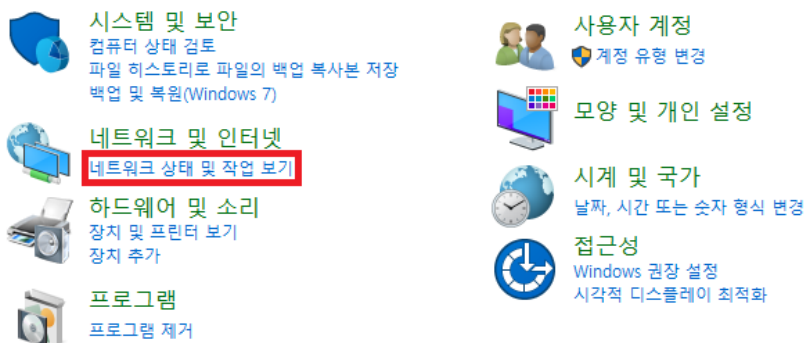 시스템 및 보안
컴퓨터 상태 검토
파일 히스토리로 파일의 백업 복사본 저장
백업 및 복원(Windows 7)
네트워크 및 인터넷
네트워크 상태 및 작업 보기
하드웨어 및 소리
장치 및 프린터 보기
장치 추가
프로그램
프로그램 제거
사용자 계정
계정 유형 변경
모양 및 개인 설정
시계 및 국가
날짜, 시간 또는 숫자 형식 변경
접근성
Windows 권장 설정
시각적 디스플레이 최적화